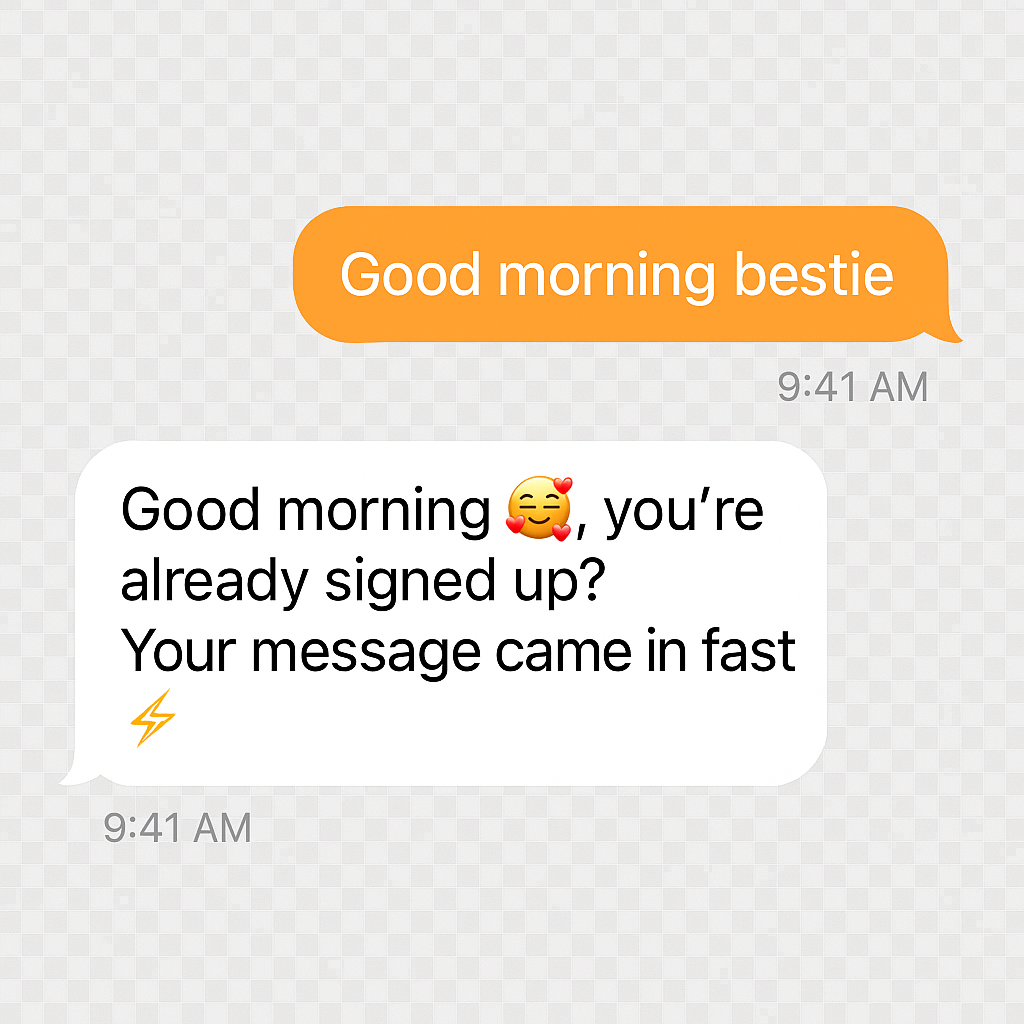 Good morning bestie
9:41 AM
Good morning 🥰, you’re
already signed up?
Your message came in fast
⚡
9:41 AM